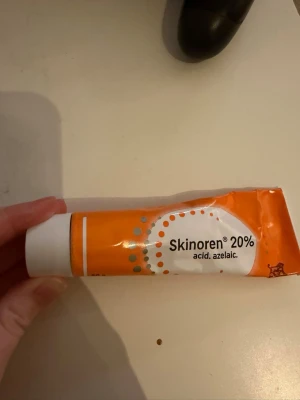 Skinoren® 20%
acid. azelaic.